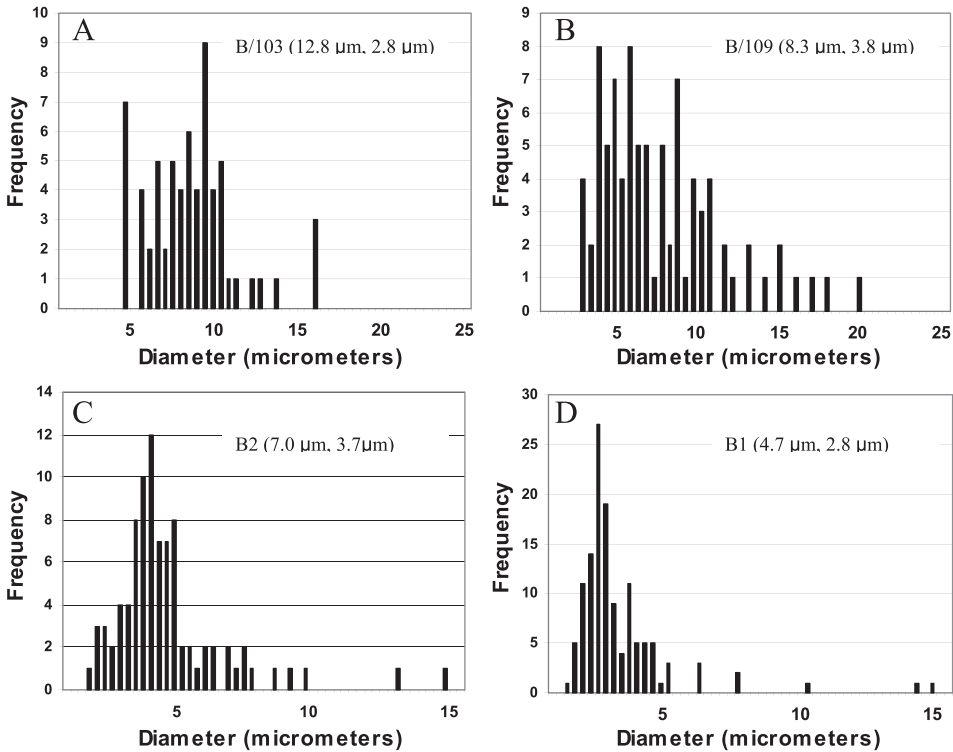 A
B/103 (12.8 µm, 2.8 µm)
Frequency
10
9
8
7
6
5
4
3
2
1
0
5 10 15 20 25
Diameter (micrometers)
B
B/109 (8.3 µm, 3.8 µm)
Frequency
9
8
7
6
5
4
3
2
1
0
5 10 15 20 25
Diameter (micrometers)
C
B2 (7.0 µm, 3.7µm)
Frequency
14
12
10
8
6
4
2
0
5 10 15
Diameter (micrometers)
D
B1 (4.7 µm, 2.8 µm)
Frequency
30
25
20
15
10
5
0
5 10 15
Diameter (micrometers)